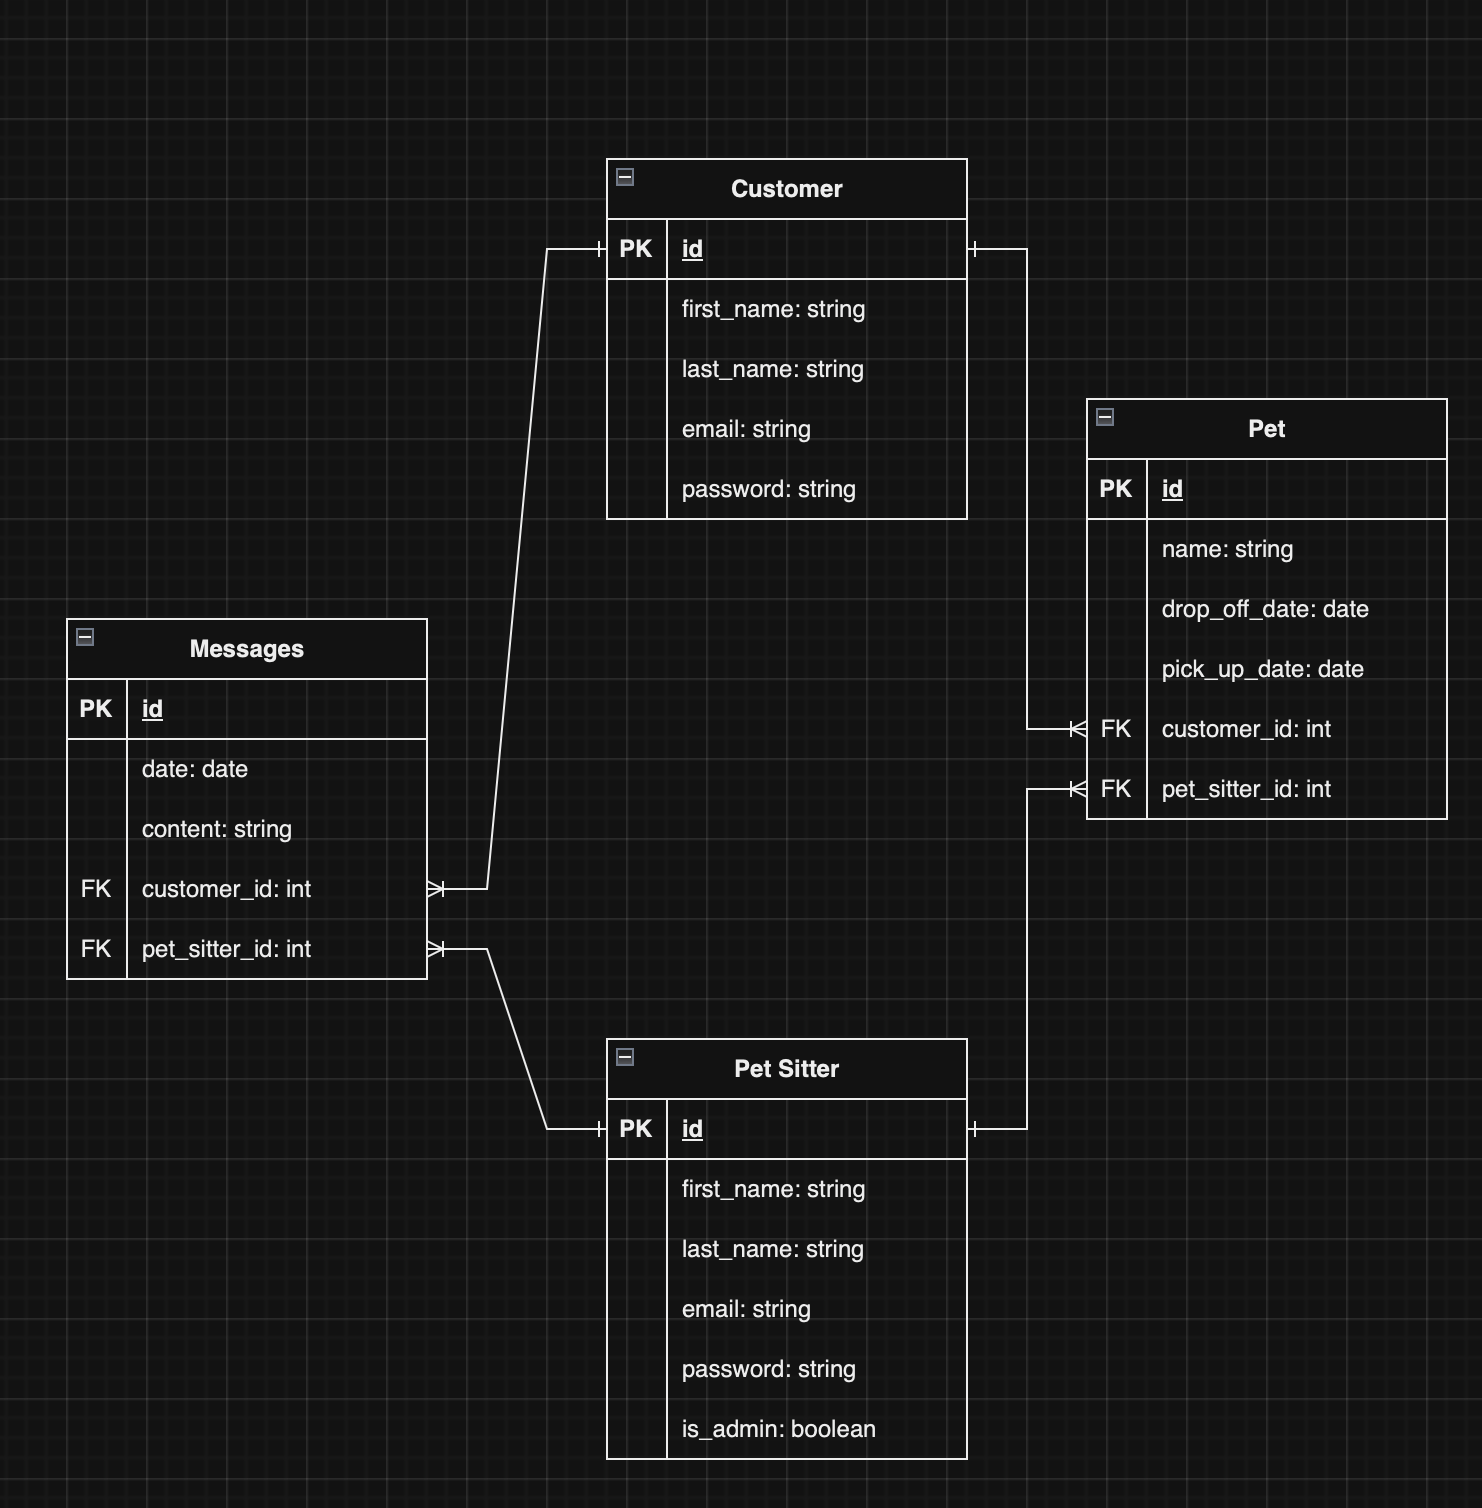 Customer
PK id
first_name: string
last_name: string
email: string
password: string
Pet
PK id
name: string
drop_off_date: date
pick_up_date: date
FK customer_id: int
FK pet_sitter_id: int
Messages
PK id
date: date
content: string
FK customer_id: int
FK pet_sitter_id: int
Pet Sitter
PK id
first_name: string
last_name: string
email: string
password: string
is_admin: boolean